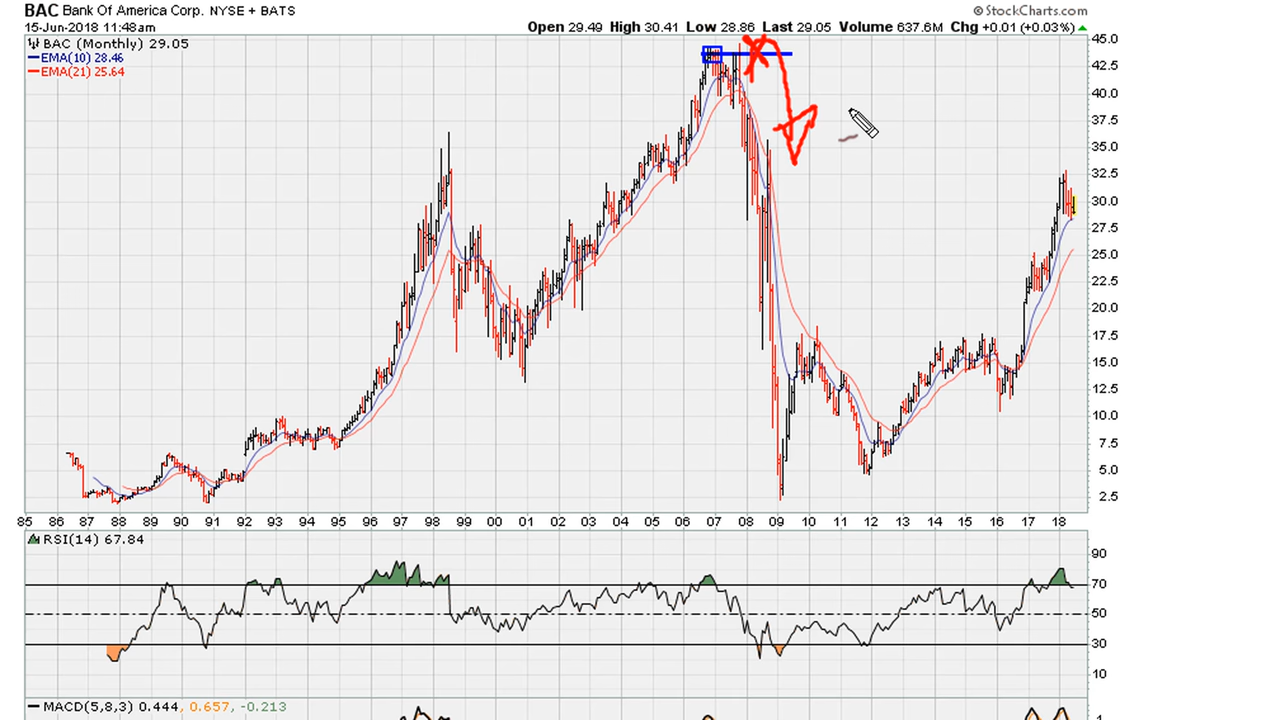 BAC Bank Of America Corp. NYSE + BATS
© StockCharts.com
15-Jun-2018 11:48am
Open 29.49 High 30.41 Low 28.86 Last 29.05 Volume 637.6M Chg +0.01 (+0.03%)
BAC (Monthly) 29.05
EMA(10) 28.46
EMA(21) 25.64
45.0
42.5
40.0
37.5
35.0
32.5
30.0
27.5
25.0
22.5
20.0
17.5
15.0
12.5
10.0
7.5
5.0
2.5
85 86 87 88 89 90 91 92 93 94 95 96 97 98 99 00 01 02 03 04 05 06 07 08 09 10 11 12 13 14 15 16 17 18
RSI(14) 67.84
90
70
50
30
10
MACD(5,8,3) 0.444, 0.657, -0.213